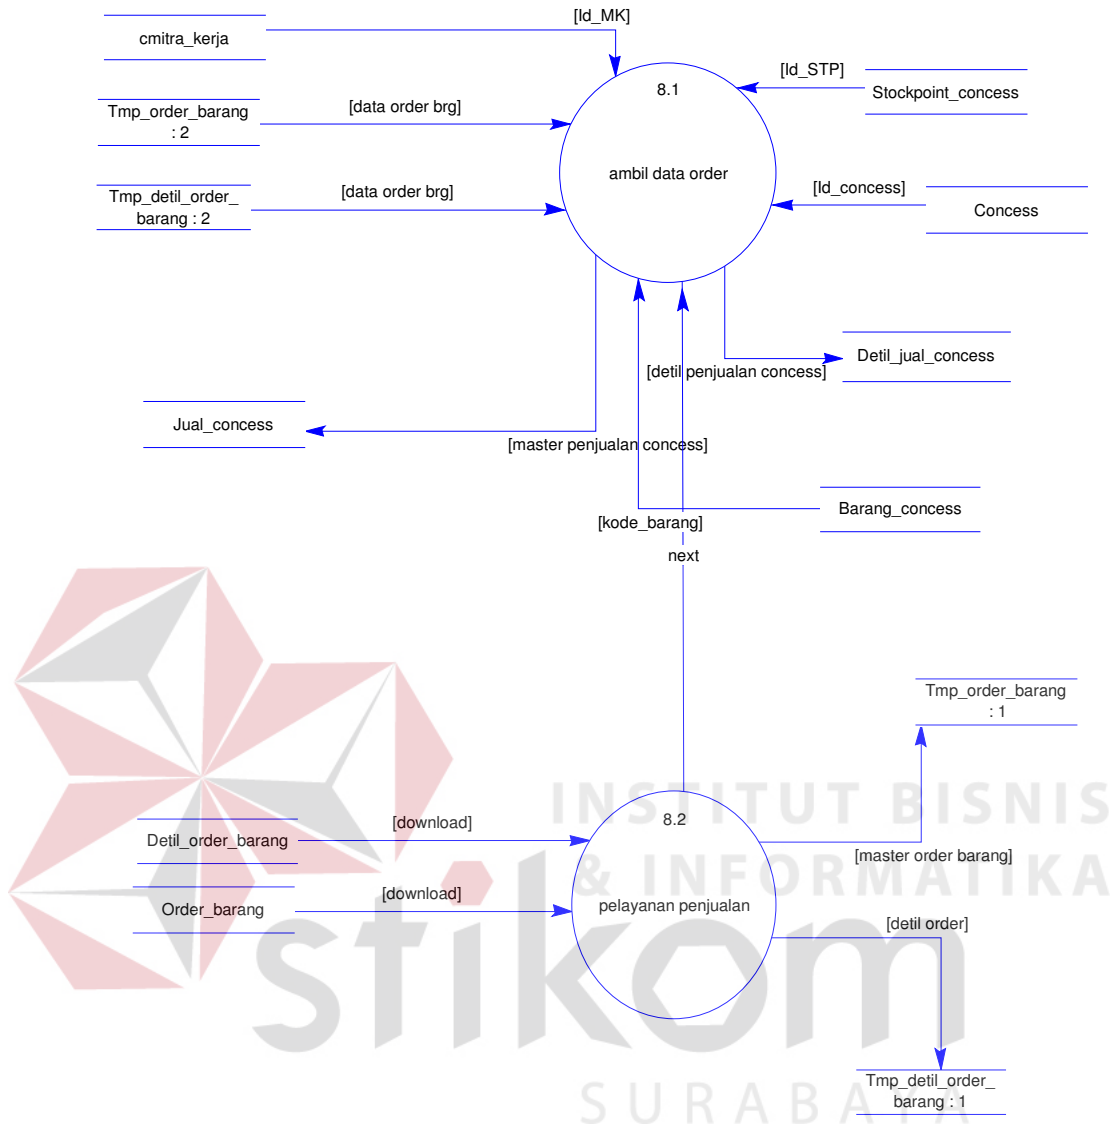 [Id_MK]
cmitra_kerja
[Id_STP]
8.1
Stockpoint_concess
Tmp_order_barang
: 2
[data order brg]
ambil data order
Tmp_detil_order_
barang : 2
[data order brg]
[Id_concess]
Concess
Detil_jual_concess
[detil penjualan concess]
Jual_concess
[master penjualan concess]
Barang_concess
[kode_barang]
next
Tmp_order_barang
: 1
INSTITUT BISNIS
& INFORMATIKA
stikom
SURABAYA
8.2
Detil_order_barang
[download]
[master order barang]
Order_barang
[download]
pelayanan penjualan
[detil order]
Tmp_detil_order_
barang : 1